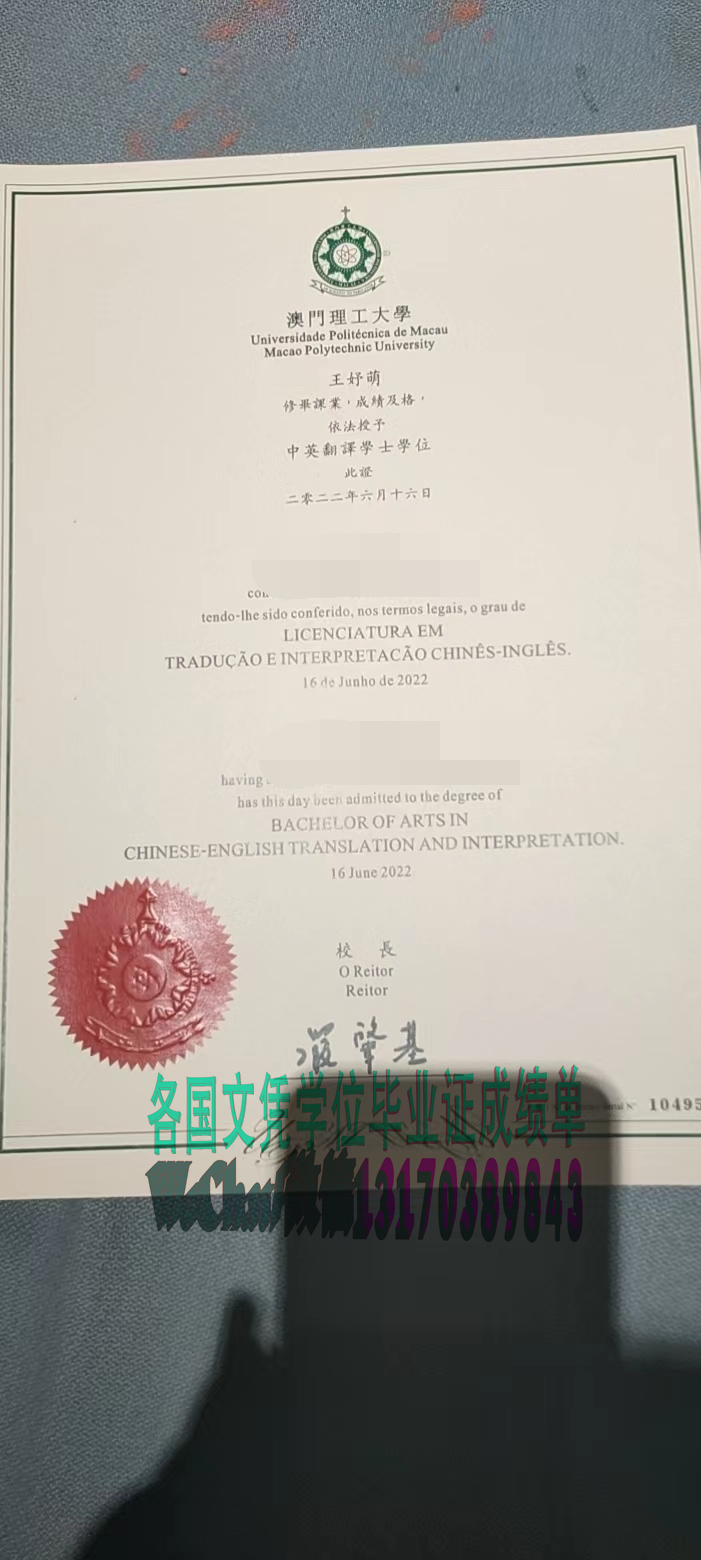 澳門理工大學
Universidade Politécnica de Macau
Macao Polytechnic University
王妤萌
修畢課業，成績及格，
依法授予
中英翻譯學士學位
此證
二零二二年六月十六日
tendo-lhe sido conferido, nos termos legais, o grau de
LICENCIATURA EM
TRADUÇÃO E INTERPRETACÃO CHINÊS-INGLÊS.
16 de Junho de 2022
having
has this day been admitted to the degree of
BACHELOR OF ARTS IN
CHINESE-ENGLISH TRANSLATION AND INTERPRETATION.
16 June 2022
校 長
O Reitor
Reitor
嚴肇基
各国文凭学位毕业证成绩单
Nº 10495
WeChat/微信13170389843